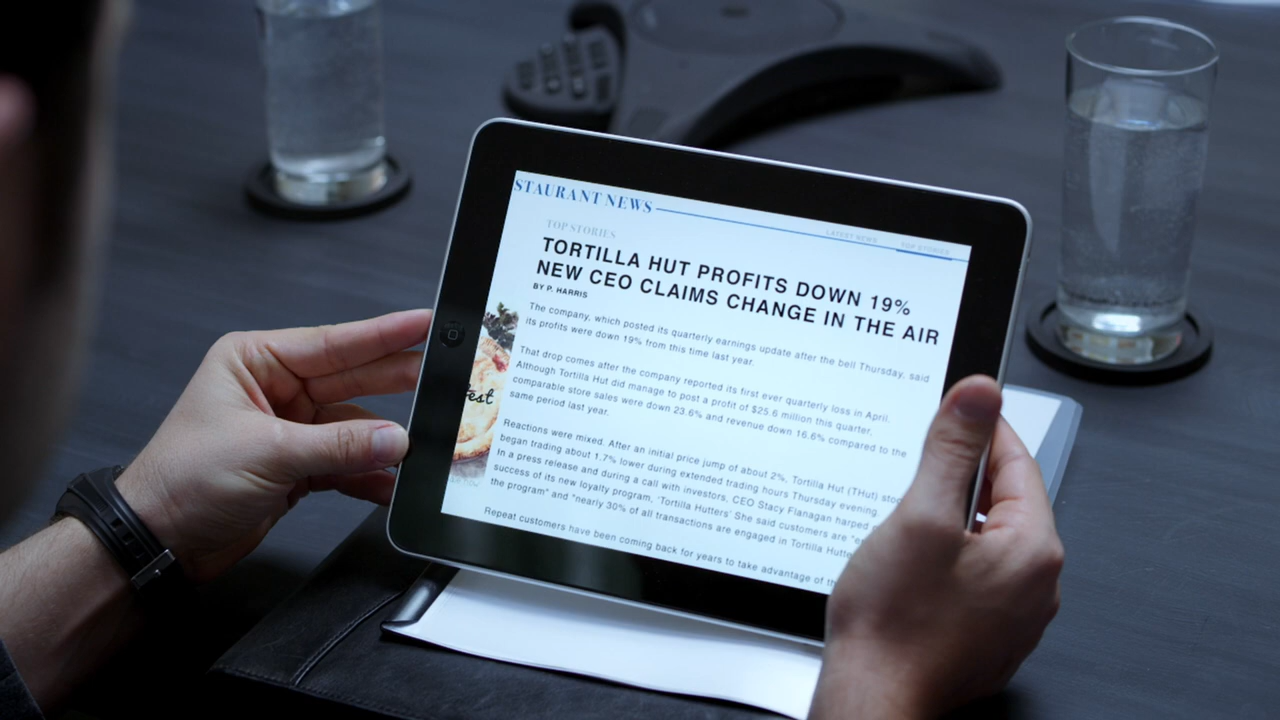 STAURANT NEWS
LATEST NEWS
TOP STORIES
TOP STORIES
TORTILLA HUT PROFITS DOWN 19%
NEW CEO CLAIMS CHANGE IN THE AIR
BY P. HARRIS
The company, which posted its quarterly earnings update after the bell Thursday, said
its profits were down 19% from this time last year.
That drop comes after the company reported its first ever quarterly loss in April.
Although Tortilla Hut did manage to post a profit of $25.6 million this quarter,
comparable store sales were down 23.6% and revenue down 16.6% compared to the
same period last year.
est
Reactions were mixed. After an initial price jump of about 2%, Tortilla Hut (THut) stoc
began trading about 1.7% lower during extended trading hours Thursday evening.
In a press release and during a call with investors, CEO Stacy Flanagan harped
success of its new loyalty program, 'Tortilla Hutters' She said customers are "e
the program" and "nearly 30% of all transactions are engaged in Tortilla Hutte
Repeat customers have been coming back for years to take advantage of th